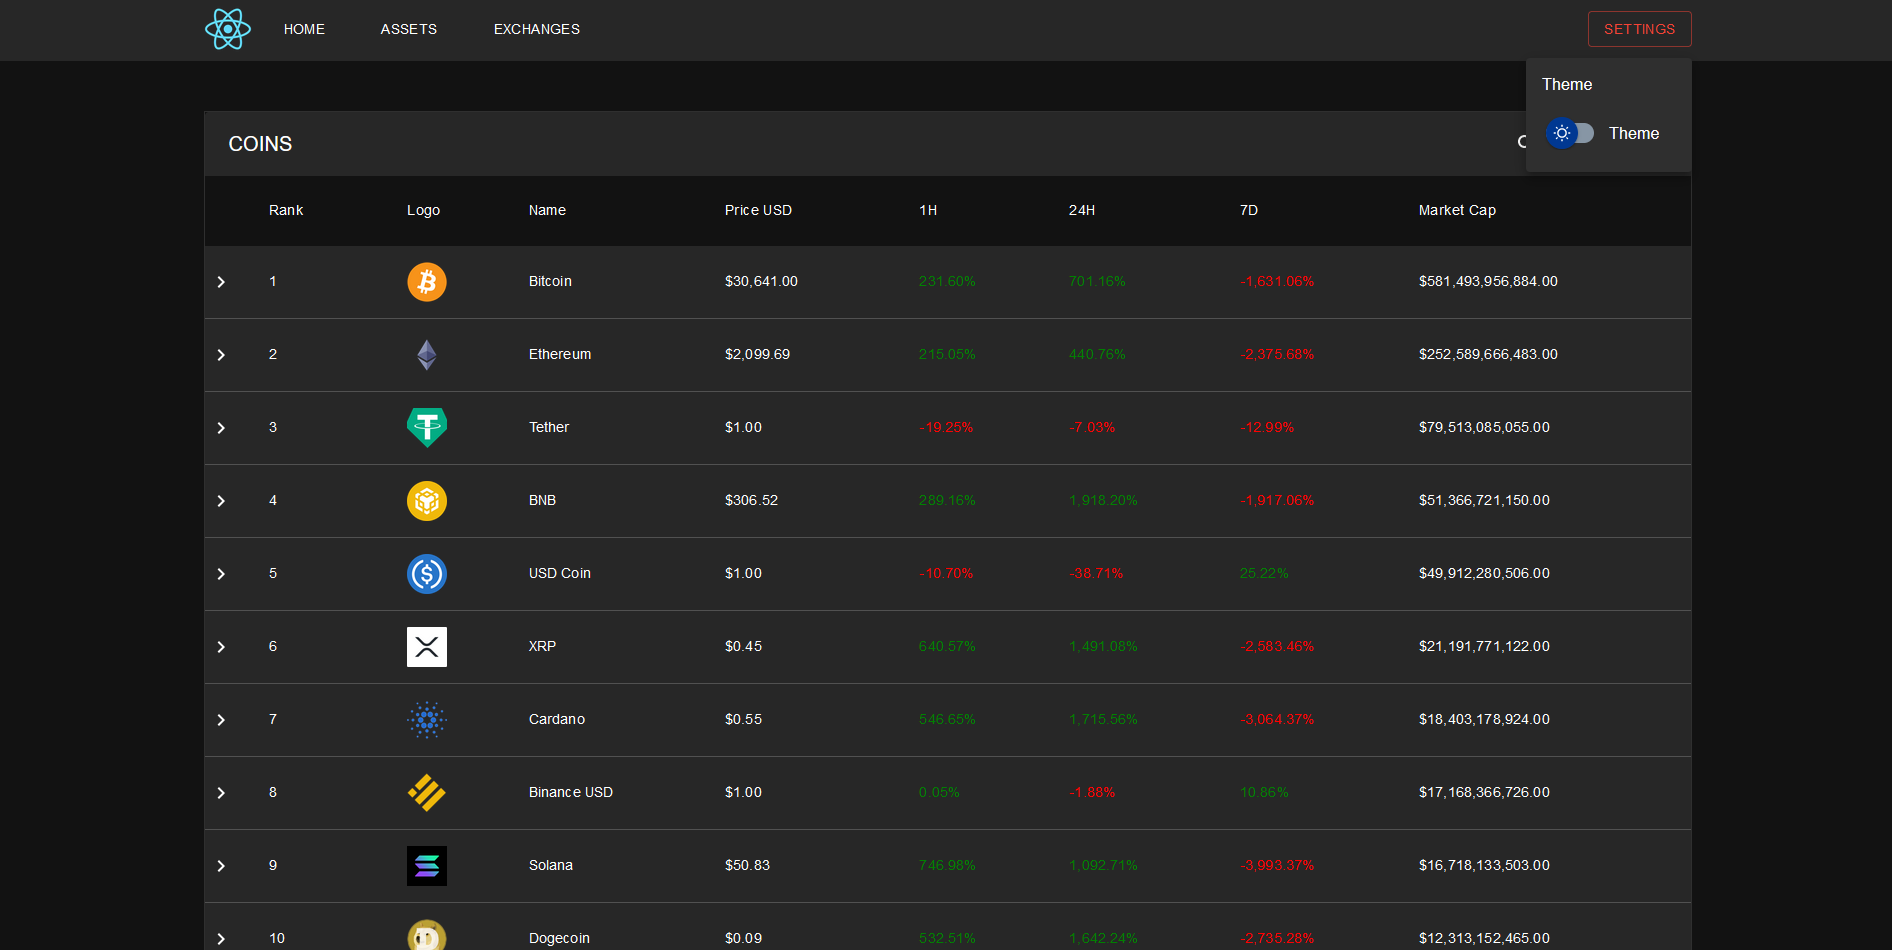 HOME ASSETS EXCHANGES SETTINGS
Theme
Theme
COINS
Rank Logo Name Price USD 1H 24H 7D Market Cap
1 Bitcoin $30,641.00 231.60% 701.16% -1,631.06% $581,493,956,884.00
2 Ethereum $2,099.69 215.05% 440.76% -2,375.68% $252,589,666,483.00
3 Tether $1.00 -19.25% -7.03% -12.99% $79,513,085,055.00
4 BNB $306.52 289.16% 1,918.20% -1,917.06% $51,366,721,150.00
5 USD Coin $1.00 -10.70% -38.71% 25.22% $49,912,280,506.00
6 XRP $0.45 640.57% 1,491.08% -2,583.46% $21,191,771,122.00
7 Cardano $0.55 546.65% 1,715.56% -3,064.37% $18,403,178,924.00
8 Binance USD $1.00 0.05% -1.88% 10.86% $17,168,366,726.00
9 Solana $50.83 746.98% 1,092.71% -3,993.37% $16,718,133,503.00
10 Dogecoin $0.09 532.51% 1,642.24% -2,735.28% $12,313,152,465.00